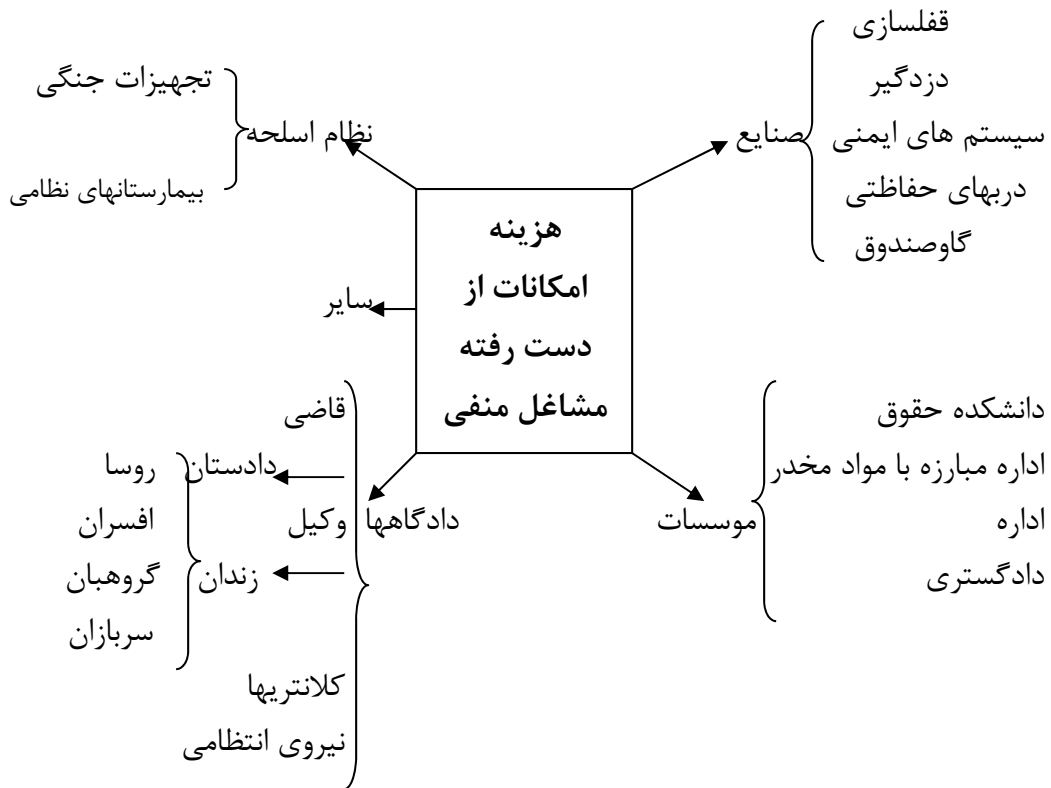 قفلسازی
دزدگیر
صنایع
سیستم های ایمنی
دربهای حفاظتی
گاوصندوق
تجهیزات جنگی
نظام اسلحه
بیمارستانهای نظامی
هزینه
امکانات از
دست رفته
مشاغل منفی
سایر
دانشکده حقوق
اداره مبارزه با مواد مخدر
موسسات
اداره
دادگستری
قاضی
دادستان
دادگاهها
وکیل
زندان
کلانتریها
نیروی انتظامی
روسا
افسران
گروهبان
سربازان